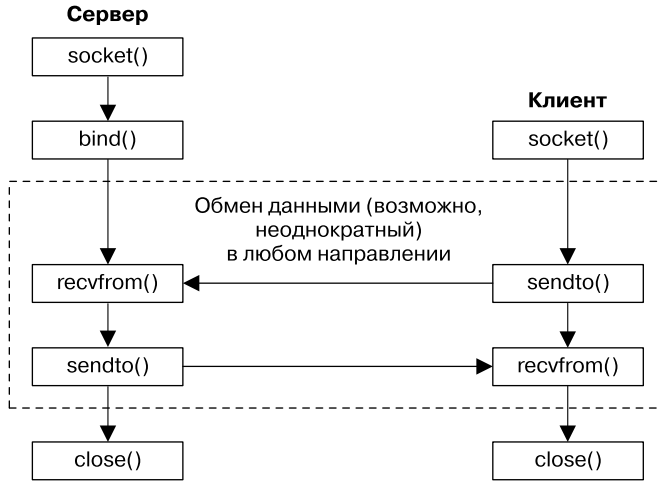 Сервер
socket()
bind()
Клиент
socket()
Обмен данными (возможно,
неоднократный)
в любом направлении
recvfrom()
sendto()
sendto()
recvfrom()
close()
close()